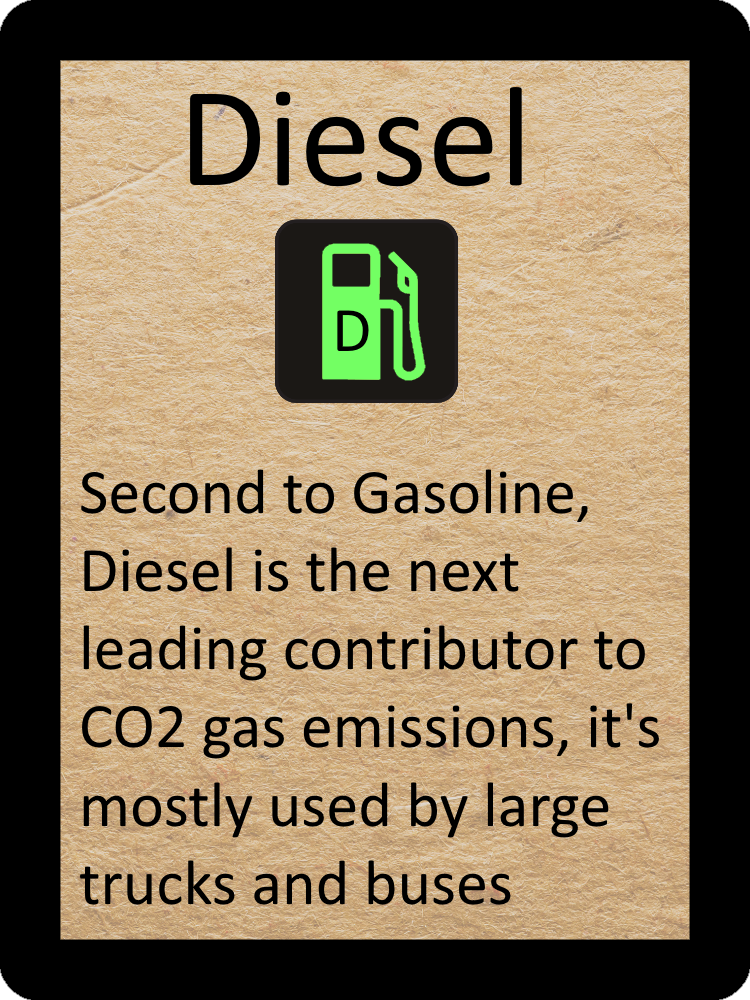 Diesel
D
Second to Gasoline,
Diesel is the next
leading contributor to
CO2 gas emissions, it's
mostly used by large
trucks and buses